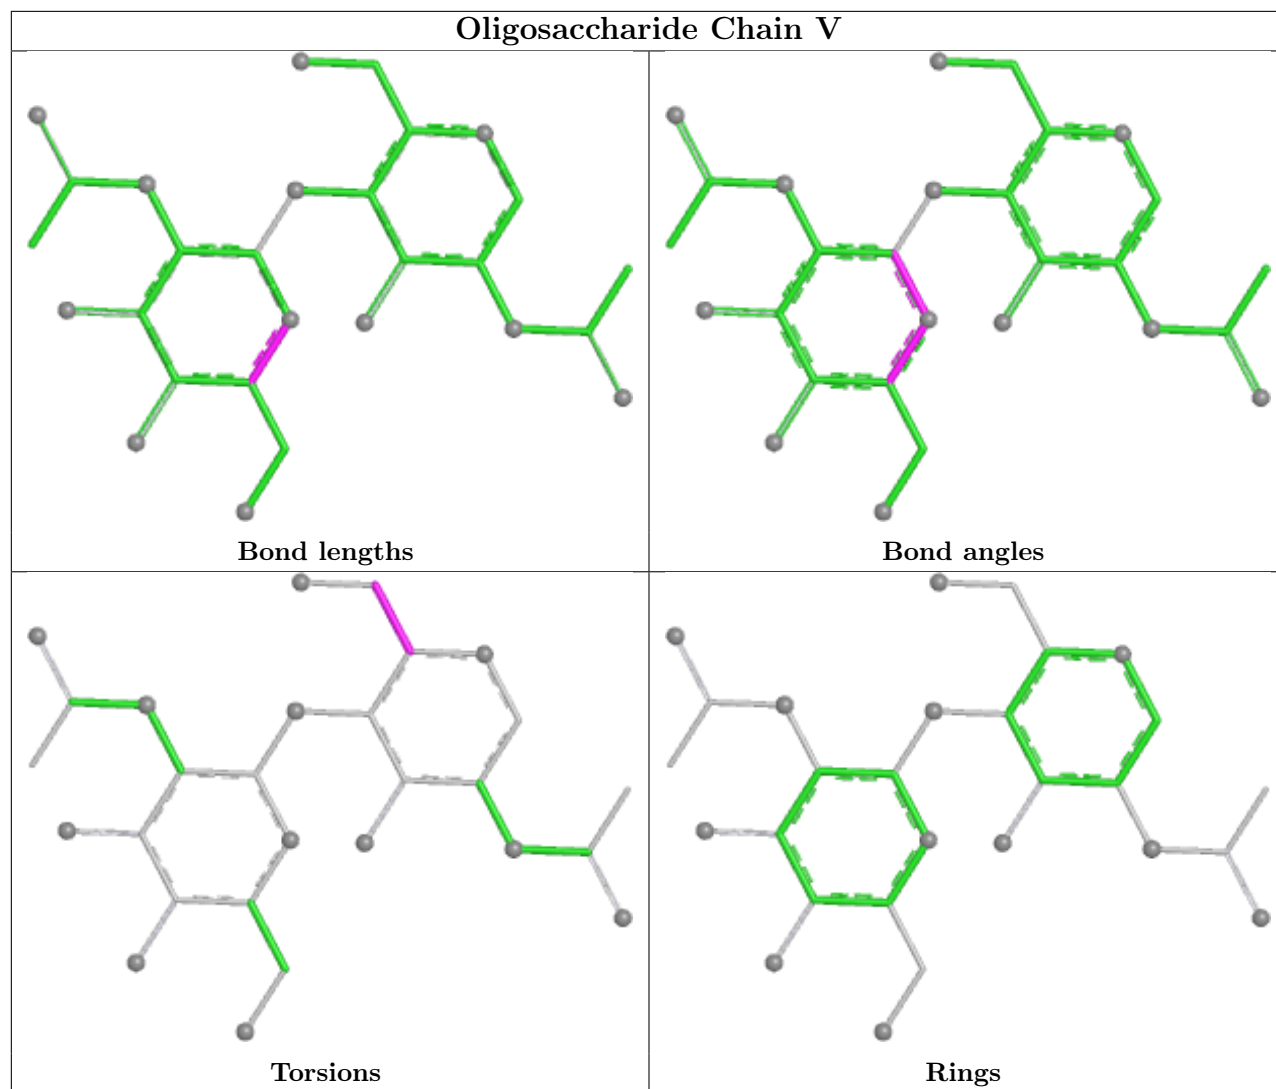 Oligosaccharide Chain V
Bond lengths
Bond angles
Torsions
Rings